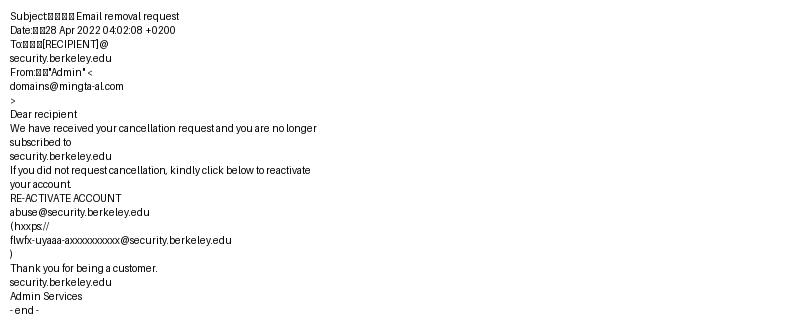 Subject:▯▯▯▯ Email removal request
Date:▯▯28 Apr 2022 04:02:08 +0200
To:▯▯▯[RECIPIENT]@
security.berkeley.edu
From:▯▯"Admin" <
domains@mingta-al.com
>
Dear recipient
We have received your cancellation request and you are no longer
subscribed to
security.berkeley.edu
If you did not request cancellation, kindly click below to reactivate
your account.
RE-ACTIVATE ACCOUNT
abuse@security.berkeley.edu
(hxxps://
flwfx-uyaaa-axxxxxxxxxx@security.berkeley.edu
)
Thank you for being a customer.
security.berkeley.edu
Admin Services
- end -